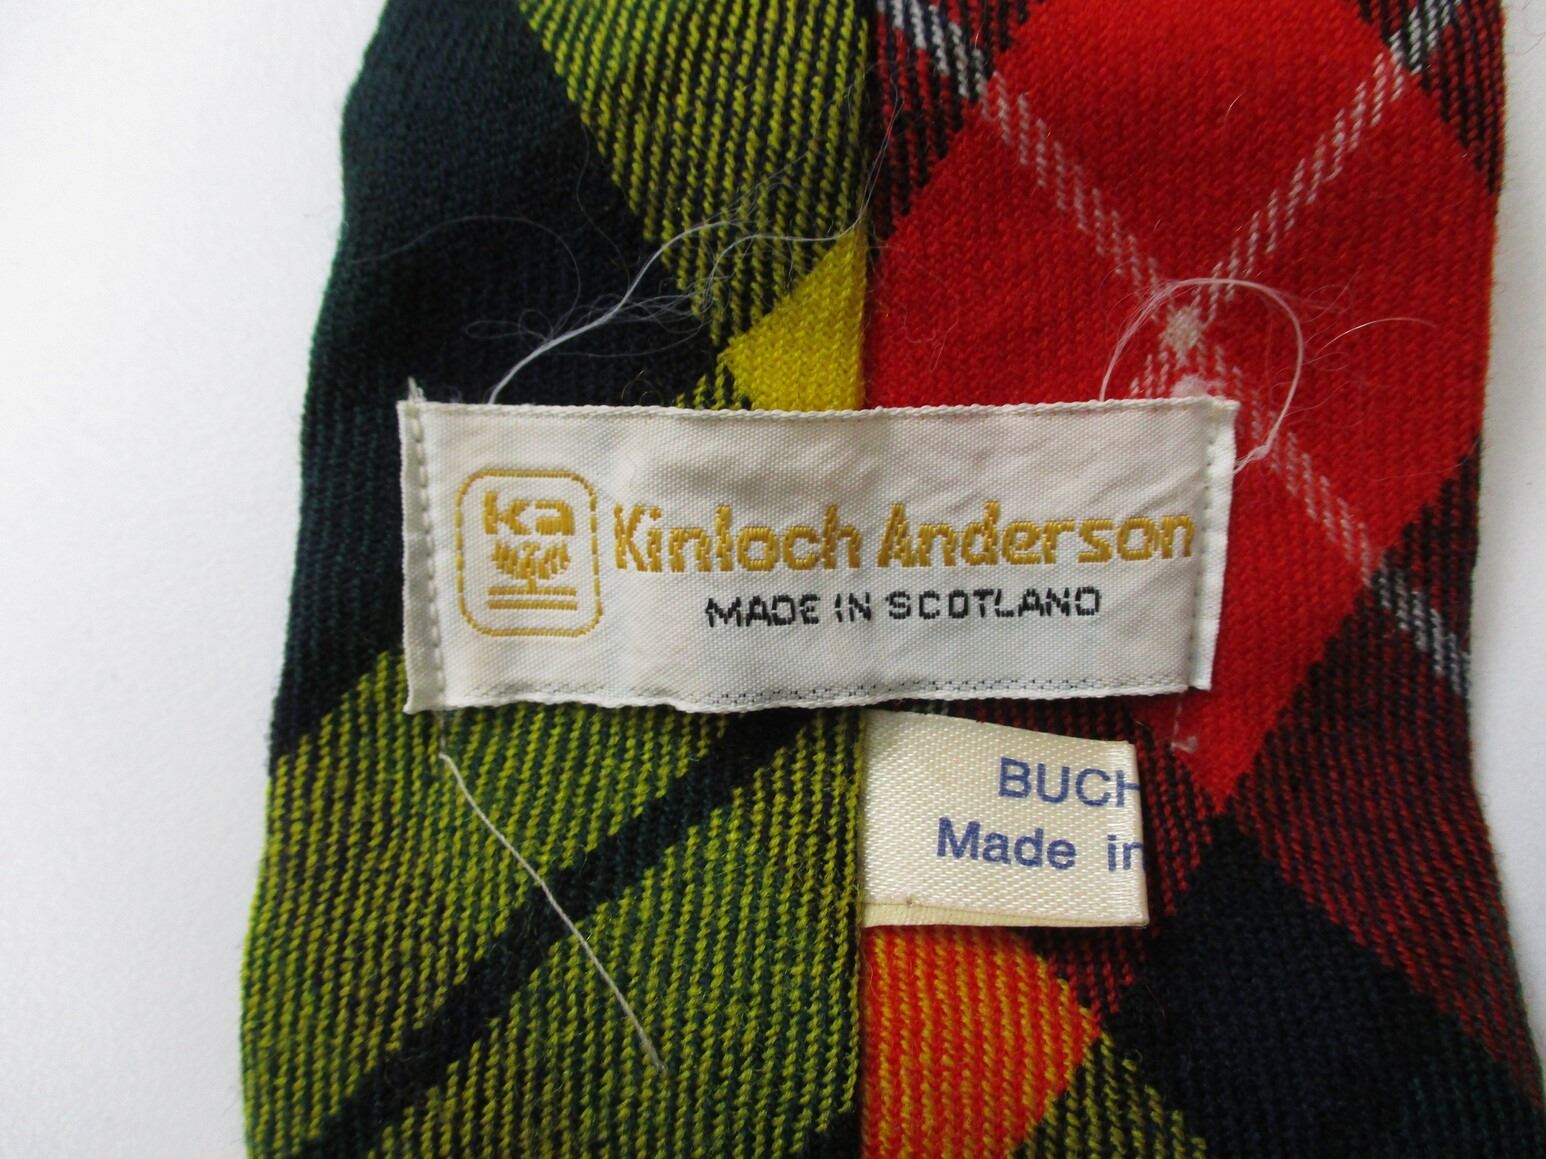 ka
Kinloch Anderson
MADE IN SCOTLAND
BUCH
Made in